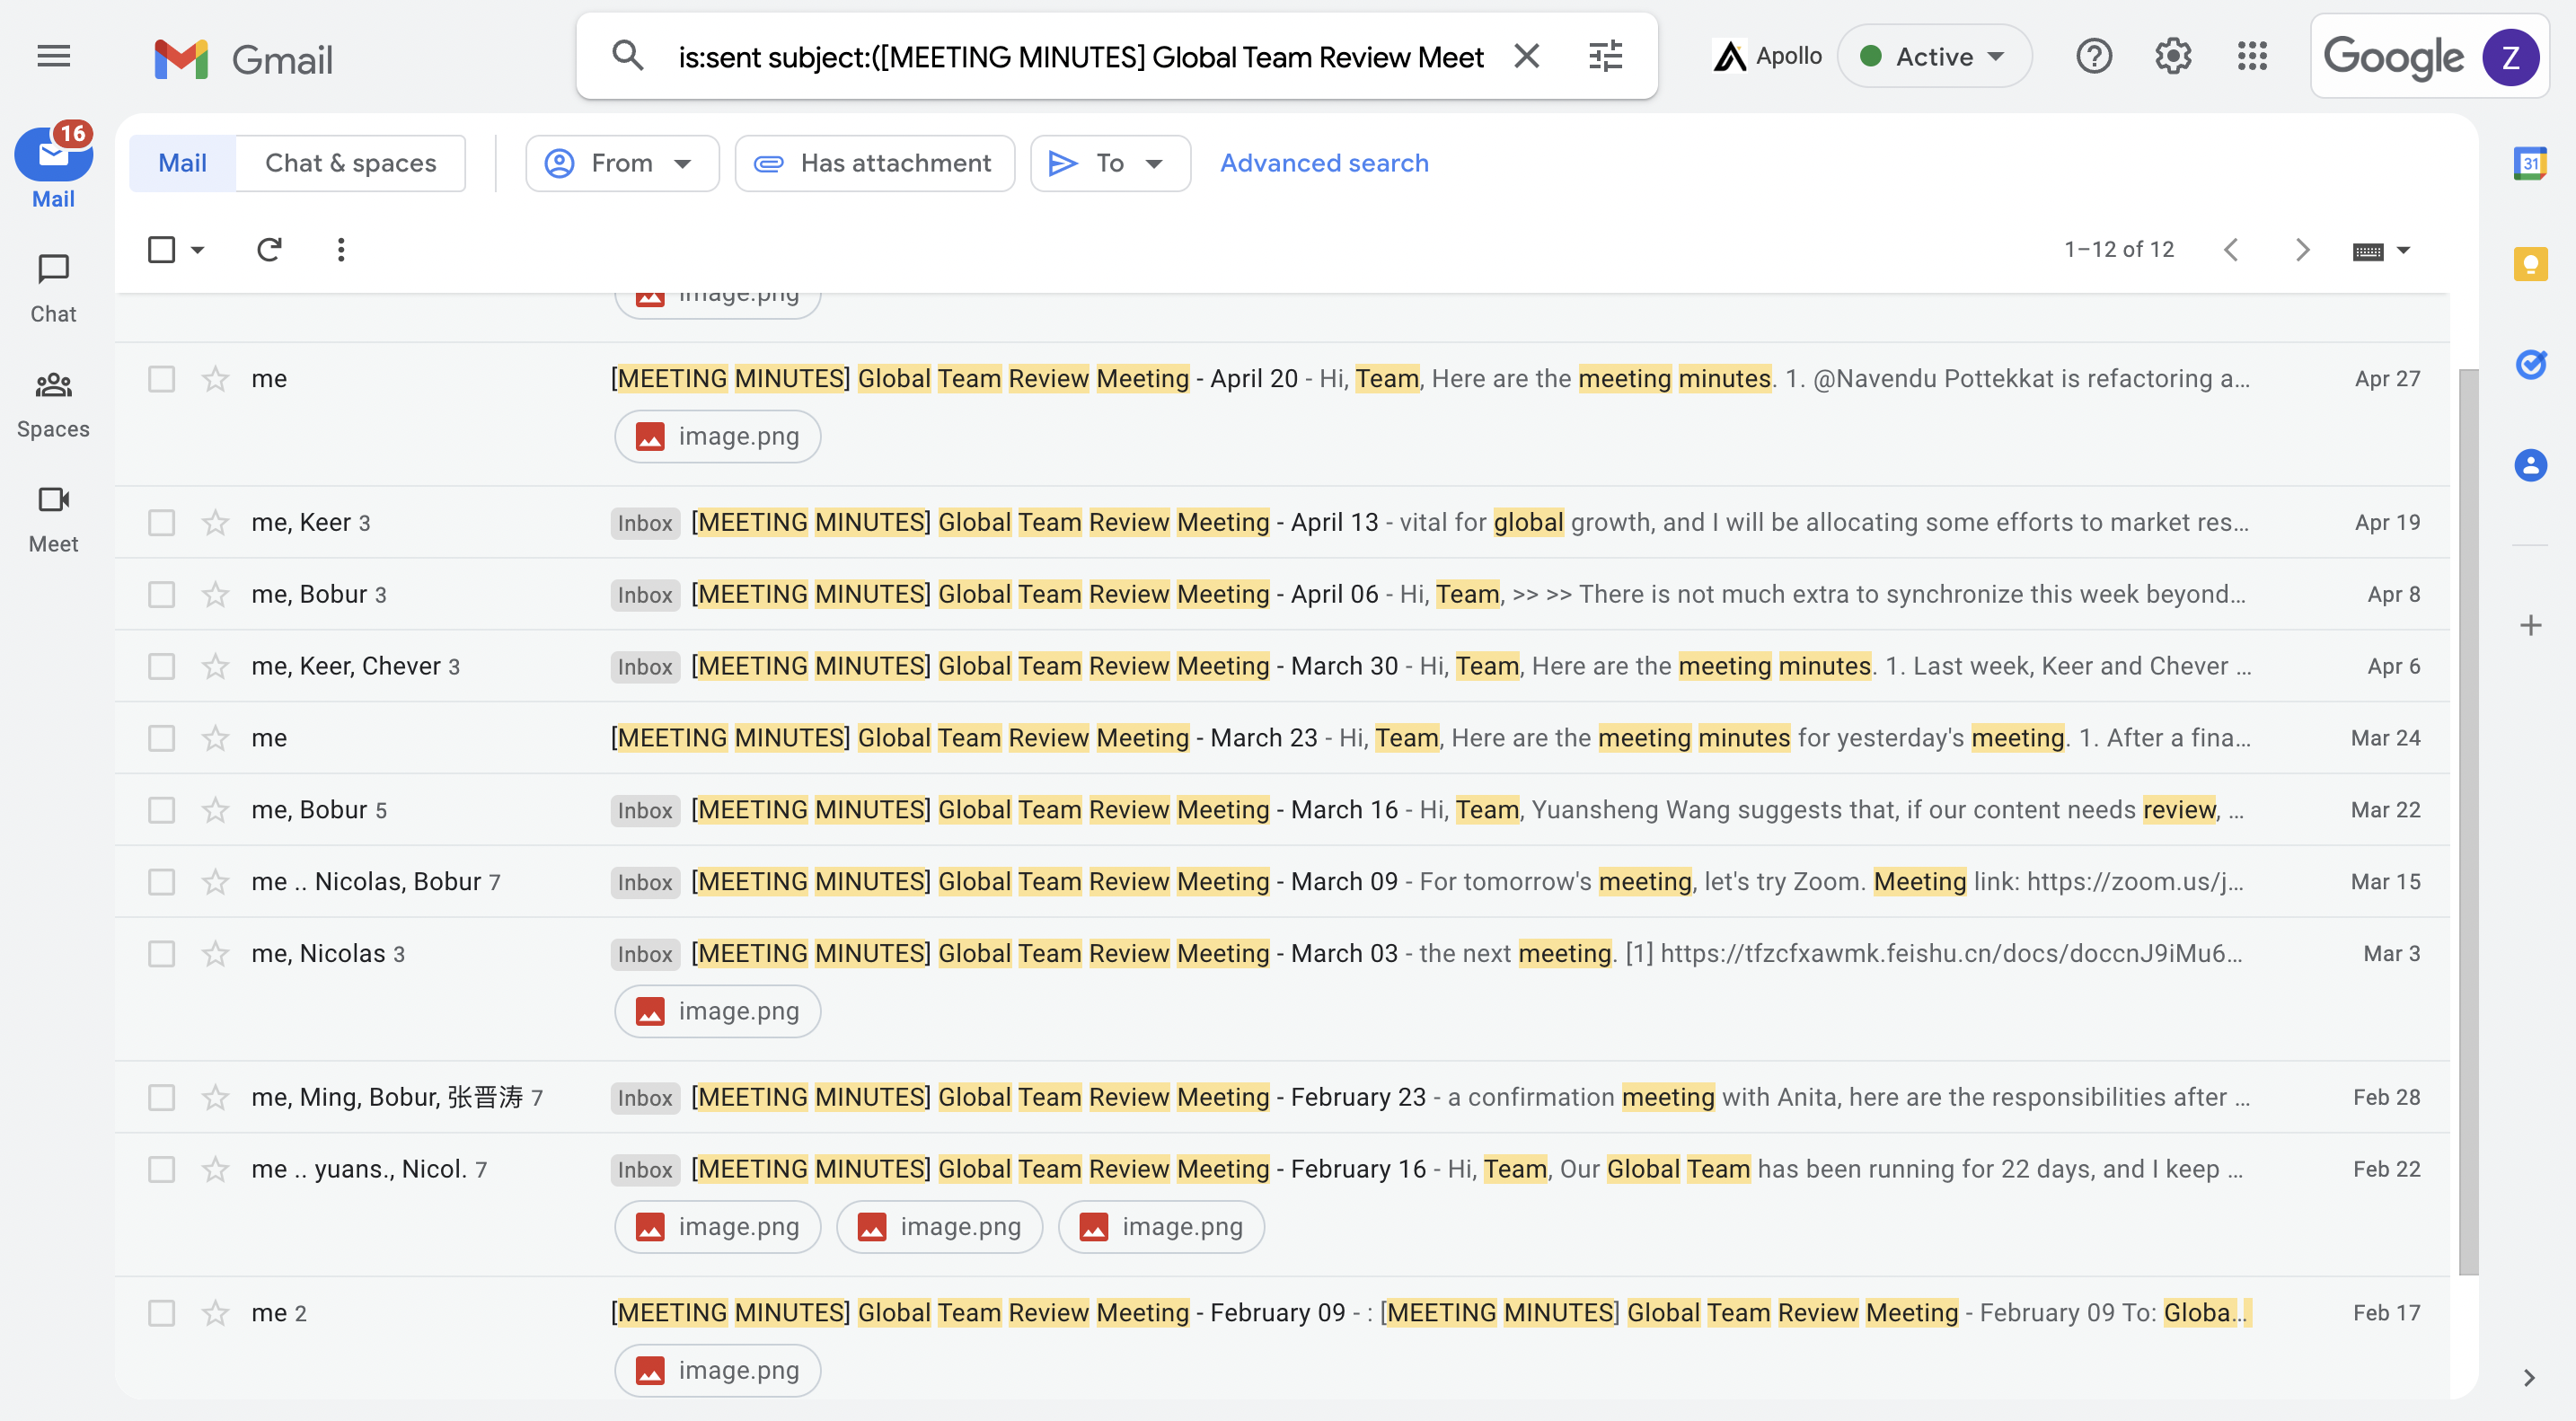 Gmail
is:sent subject:([MEETING MINUTES] Global Team Review Meet
Apollo
Active
Google
Z
16
Mail
Chat
Spaces
Meet
Mail
Chat & spaces
From
Has attachment
To
Advanced search
31
1–12 of 12
image.png
me [MEETING MINUTES] Global Team Review Meeting - April 20 - Hi, Team, Here are the meeting minutes. 1. @Navendu Pottekkat is refactoring a... Apr 27
image.png
me, Keer 3 Inbox [MEETING MINUTES] Global Team Review Meeting - April 13 - vital for global growth, and I will be allocating some efforts to market res... Apr 19
me, Bobur 3 Inbox [MEETING MINUTES] Global Team Review Meeting - April 06 - Hi, Team, >> >> There is not much extra to synchronize this week beyond... Apr 8
me, Keer, Chever 3 Inbox [MEETING MINUTES] Global Team Review Meeting - March 30 - Hi, Team, Here are the meeting minutes. 1. Last week, Keer and Chever ... Apr 6
me [MEETING MINUTES] Global Team Review Meeting - March 23 - Hi, Team, Here are the meeting minutes for yesterday's meeting. 1. After a fina... Mar 24
me, Bobur 5 Inbox [MEETING MINUTES] Global Team Review Meeting - March 16 - Hi, Team, Yuansheng Wang suggests that, if our content needs review, ... Mar 22
me .. Nicolas, Bobur 7 Inbox [MEETING MINUTES] Global Team Review Meeting - March 09 - For tomorrow's meeting, let's try Zoom. Meeting link: https://zoom.us/j... Mar 15
me, Nicolas 3 Inbox [MEETING MINUTES] Global Team Review Meeting - March 03 - the next meeting. [1] https://tfzcfxawmk.feishu.cn/docs/doccnJ9iMu6... Mar 3
image.png
me, Ming, Bobur, 张晋涛 7 Inbox [MEETING MINUTES] Global Team Review Meeting - February 23 - a confirmation meeting with Anita, here are the responsibilities after ... Feb 28
me .. yuans., Nicol. 7 Inbox [MEETING MINUTES] Global Team Review Meeting - February 16 - Hi, Team, Our Global Team has been running for 22 days, and I keep ... Feb 22
image.png image.png image.png
me 2 [MEETING MINUTES] Global Team Review Meeting - February 09 - : [MEETING MINUTES] Global Team Review Meeting - February 09 To: Globa... Feb 17
image.png